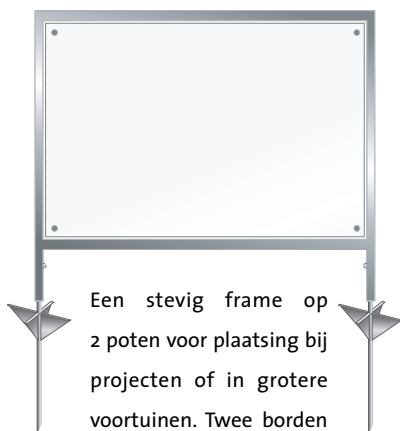 Een stevig frame op
2 poten voor plaatsing bij
projecten of in grotere
voortuinen. Twee borden